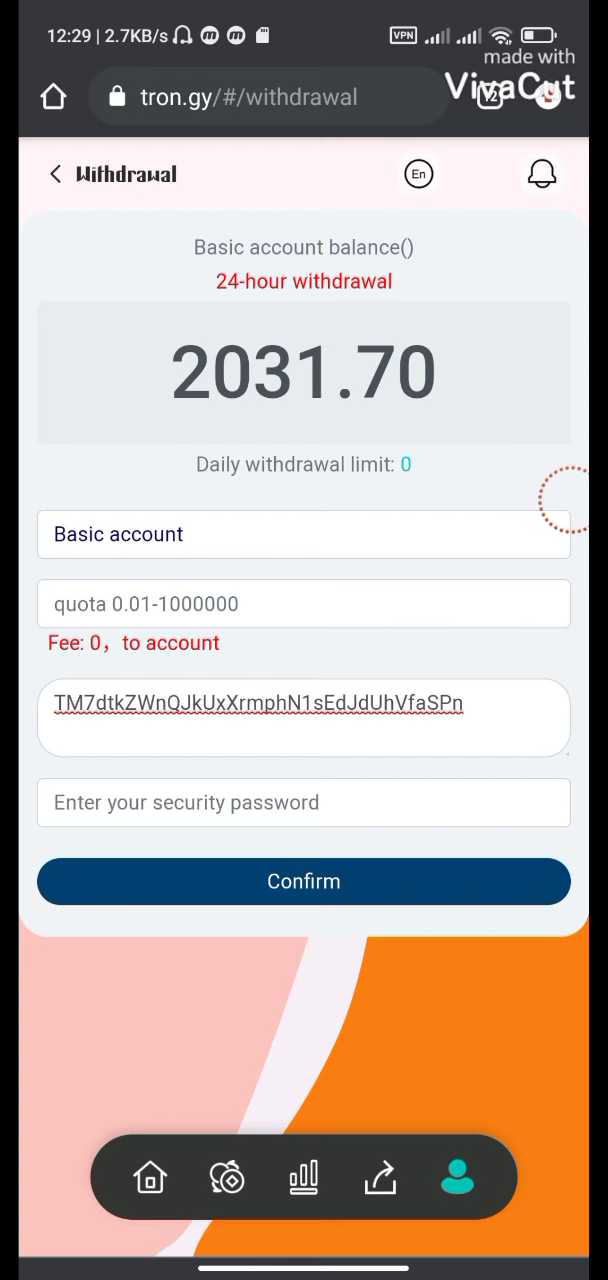 12:29 | 2.7KB/s
VPN
made with
VivaCut
tron.gy/#/withdrawal
Withdrawal
En
Basic account balance()
24-hour withdrawal
2031.70
Daily withdrawal limit: 0
Basic account
quota 0.01-1000000
Fee: 0，to account
TM7dtkZWnQJkUxXrmphN1sEdJdUhVfaSPn
Enter your security password
Confirm